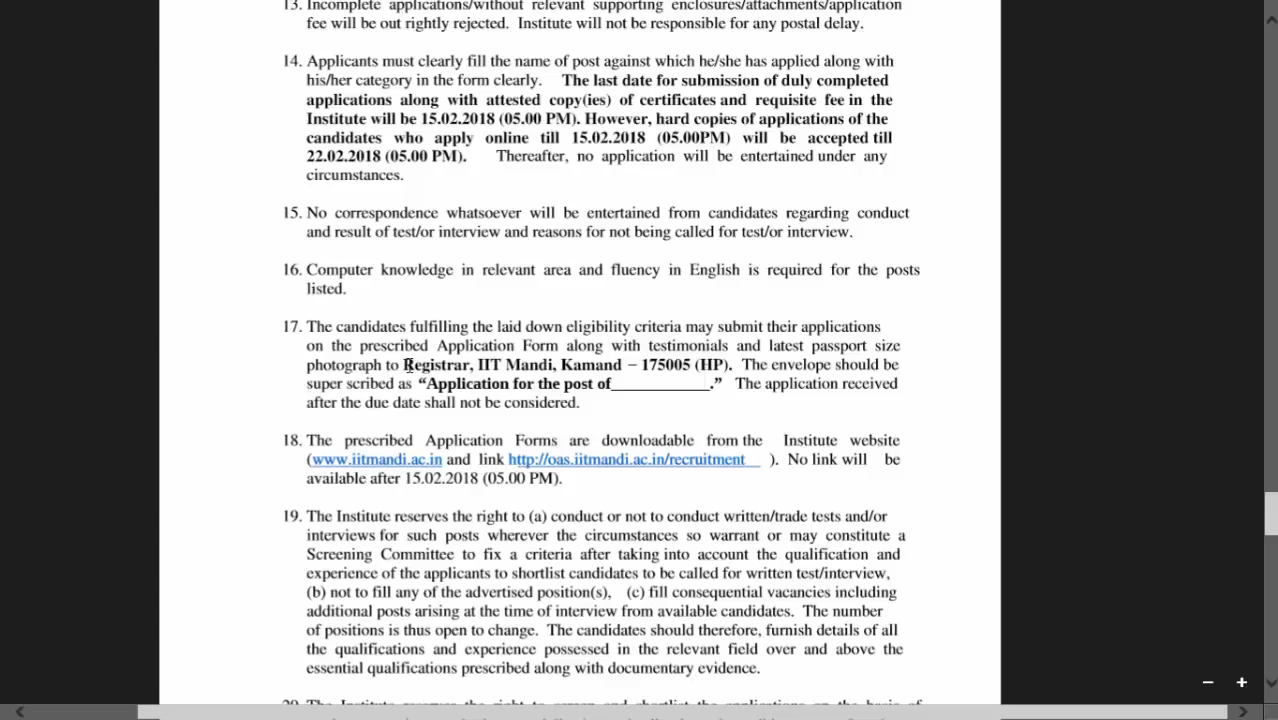 13. Incomplete applications/without relevant supporting enclosures/attachments/application
fee will be out rightly rejected. Institute will not be responsible for any postal delay.
14. Applicants must clearly fill the name of post against which he/she has applied along with
his/her category in the form clearly. The last date for submission of duly completed
applications along with attested copy(ies) of certificates and requisite fee in the
Institute will be 15.02.2018 (05.00 PM). However, hard copies of applications of the
candidates who apply online till 15.02.2018 (05.00PM) will be accepted till
22.02.2018 (05.00 PM). Thereafter, no application will be entertained under any
circumstances.
15. No correspondence whatsoever will be entertained from candidates regarding conduct
and result of test/or interview and reasons for not being called for test/or interview.
16. Computer knowledge in relevant area and fluency in English is required for the posts
listed.
17. The candidates fulfilling the laid down eligibility criteria may submit their applications
on the prescribed Application Form along with testimonials and latest passport size
photograph to Registrar, IIT Mandi, Kamand – 175005 (HP). The envelope should be
super scribed as “Application for the post of____________.” The application received
after the due date shall not be considered.
18. The prescribed Application Forms are downloadable from the Institute website
(www.iitmandi.ac.in and link http://oas.iitmandi.ac.in/recruitment ). No link will be
available after 15.02.2018 (05.00 PM).
19. The Institute reserves the right to (a) conduct or not to conduct written/trade tests and/or
interviews for such posts wherever the circumstances so warrant or may constitute a
Screening Committee to fix a criteria after taking into account the qualification and
experience of the applicants to shortlist candidates to be called for written test/interview,
(b) not to fill any of the advertised position(s), (c) fill consequential vacancies including
additional posts arising at the time of interview from available candidates. The number
of positions is thus open to change. The candidates should therefore, furnish details of all
the qualifications and experience possessed in the relevant field over and above the
essential qualifications prescribed along with documentary evidence.
20. The Institute reserves the right to screen and shortlist the applications on the basis of